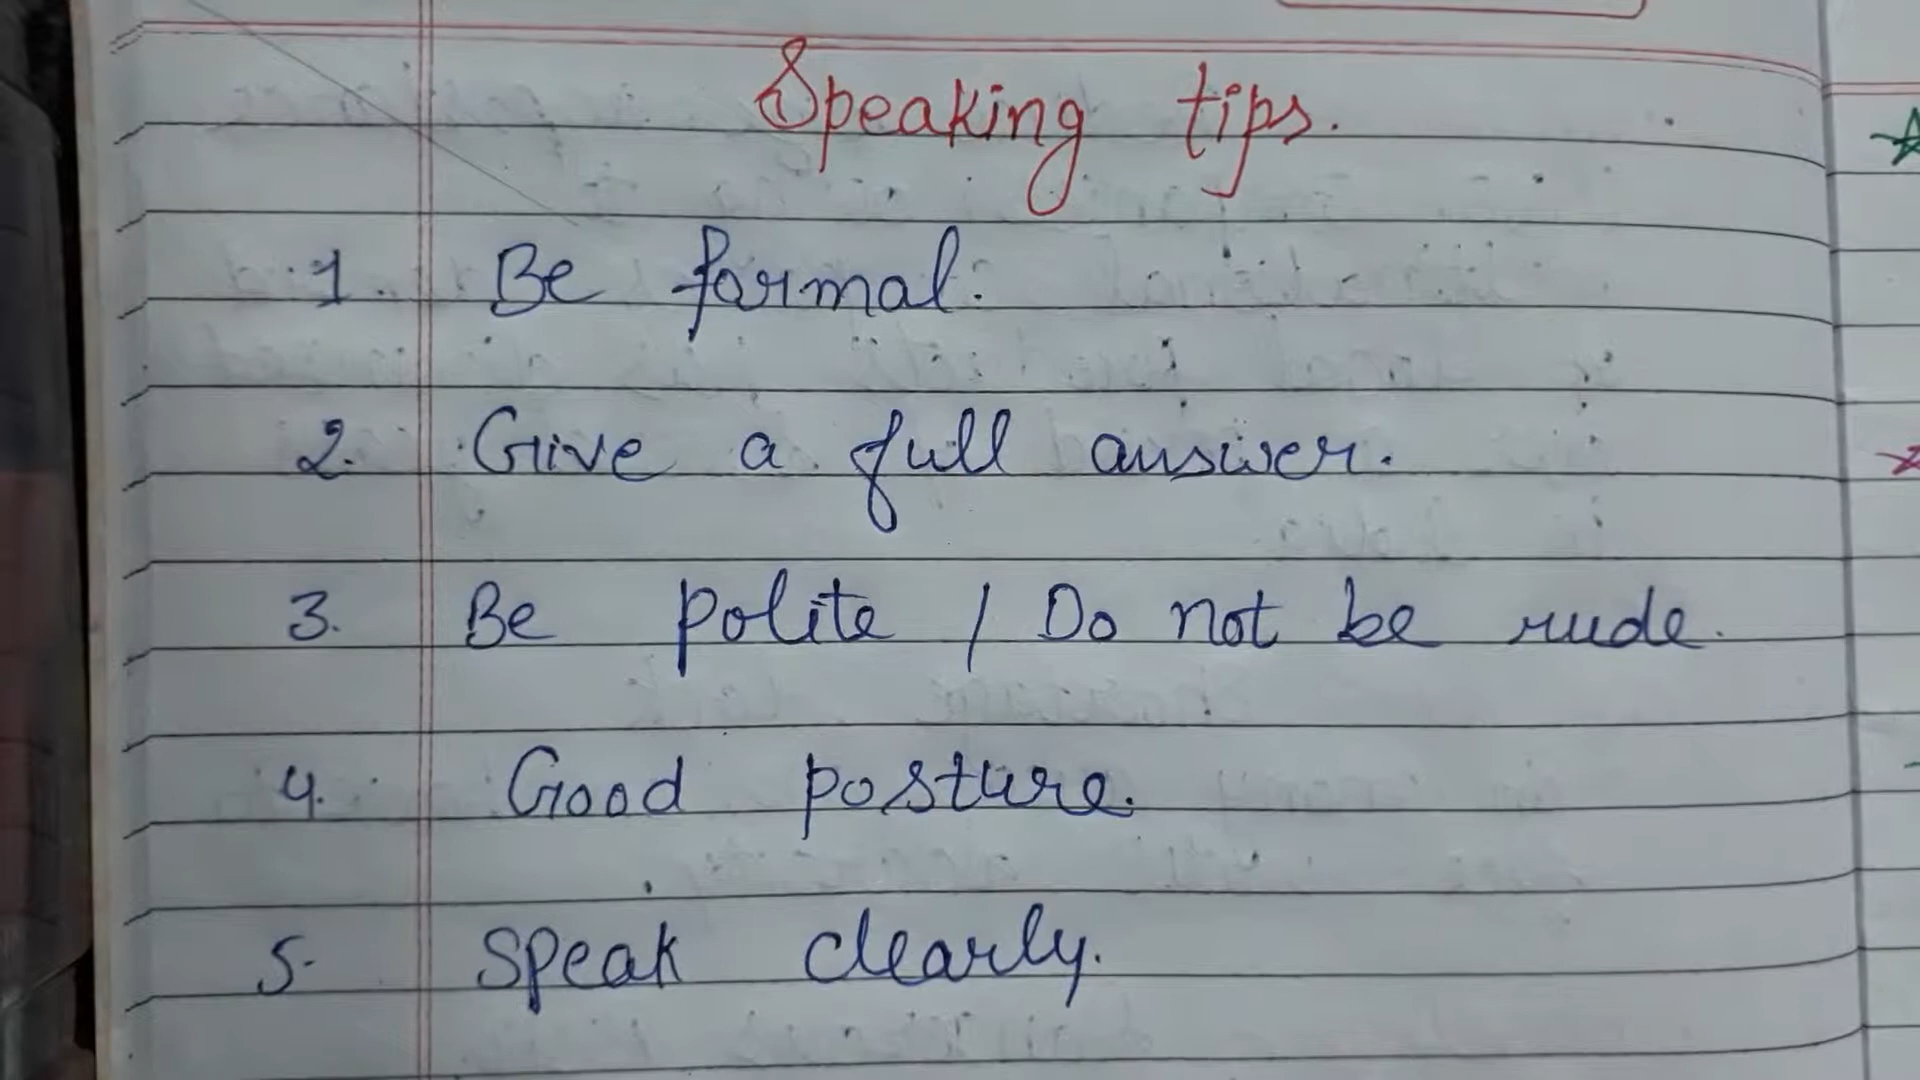 Speaking tips.
1. Be formal.
2. Give a full answer.
3. Be polite / Do not be rude.
4. Good posture.
5. Speak clearly.